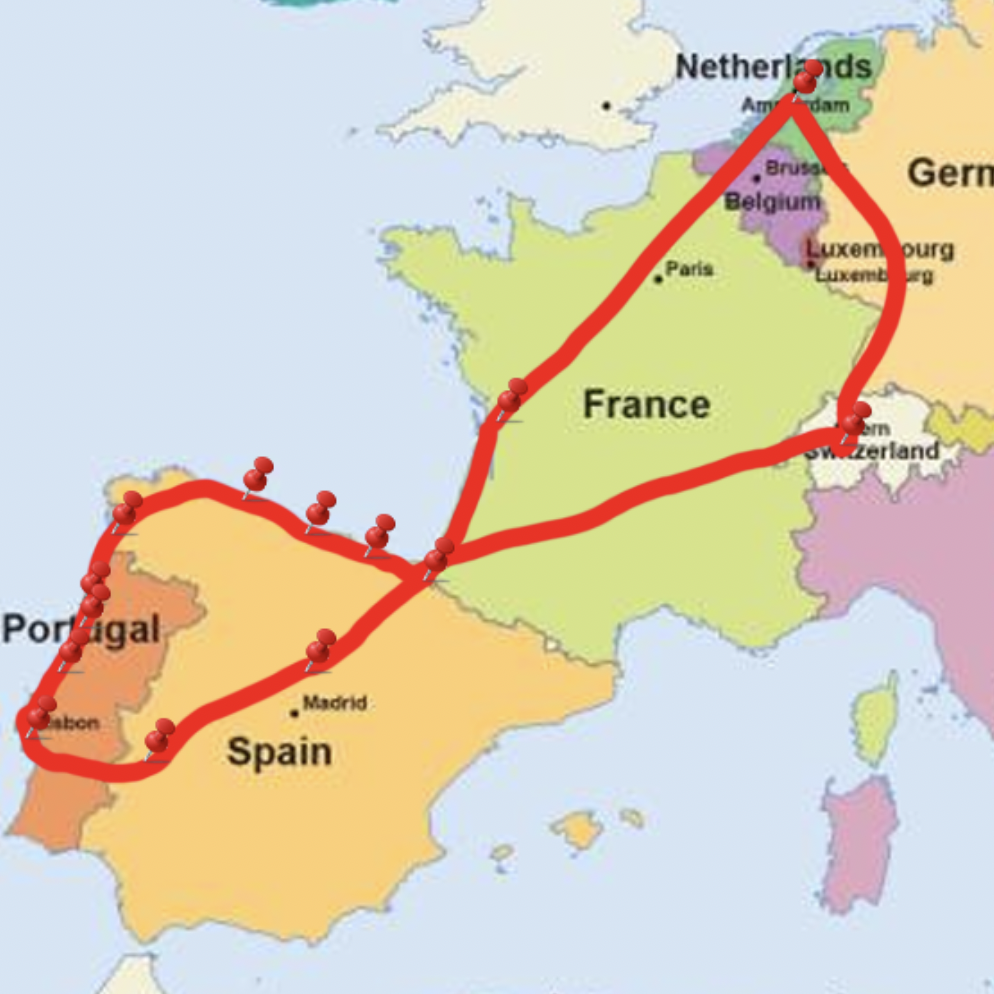 Netherlands
Amsterdam
Brussels
Belgium
Germ
Luxembourg
Luxembourg
Paris
France
Bern
Switzerland
Portugal
Lisbon
Madrid
Spain